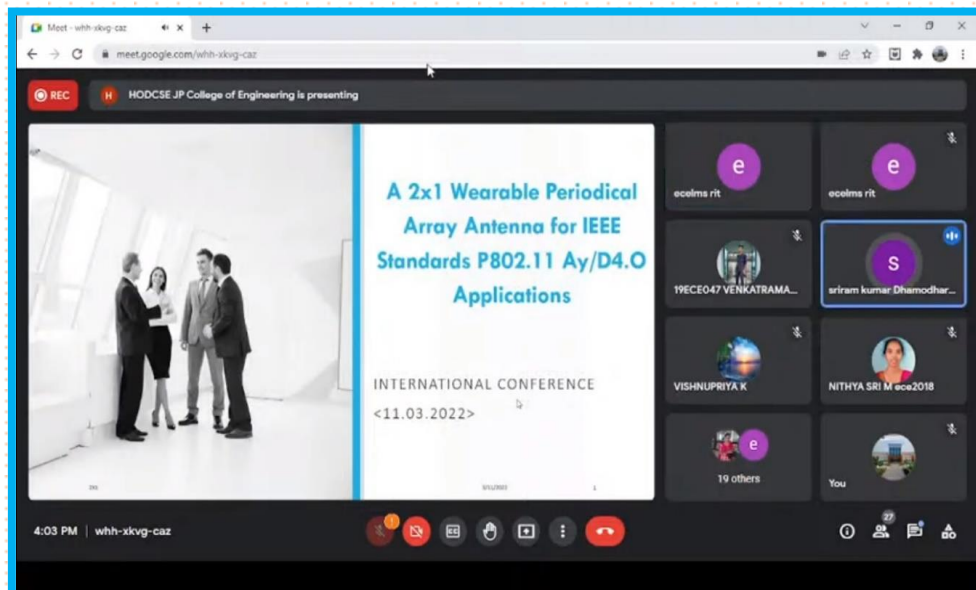 Meet - whh-xkvg-caz
meet.google.com/whh-xkvg-caz
REC
H
HODCSE JP College of Engineering is presenting
A 2x1 Wearable Periodical
Array Antenna for IEEE
Standards P802.11 Ay/D4.O
Applications
INTERNATIONAL CONFERENCE
<11.03.2022>
1
e
ecelms rit
e
ecelms rit
19ECE047 VENKATRAMA...
S
sriram kumar Dhamodhar...
VISHNUPRIYA K
NITHYA SRI M ece2018
e
19 others
You
4:03 PM | whh-xkvg-caz
27